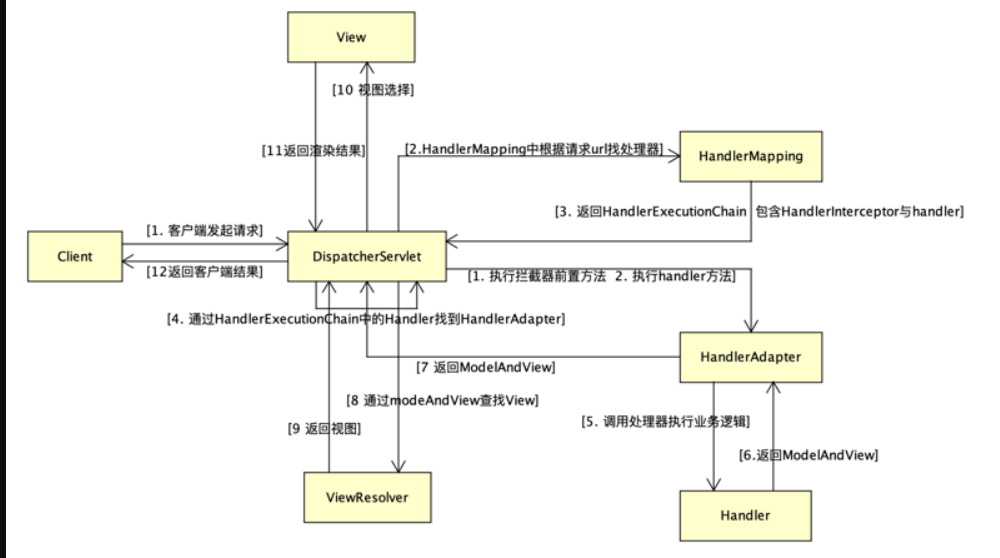 View
[10 视图选择]
[11返回渲染结果]
[2.HandlerMapping中根据请求url找处理器]
HandlerMapping
[3. 返回HandlerExecutionChain 包含HandlerInterceptor与handler]
[1. 客户端发起请求]
Client
DispatcherServlet
[12返回客户端结果]
[1. 执行拦截器前置方法 2. 执行handler方法]
[4. 通过HandlerExecutionChain中的Handler找到HandlerAdapter]
HandlerAdapter
[7 返回ModelAndView]
[8 通过modeAndView查找View]
[9 返回视图]
[5. 调用处理器执行业务逻辑]
[6.返回ModelAndView]
ViewResolver
Handler